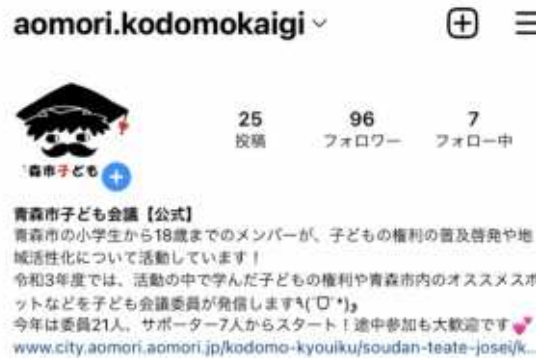 aomori.kodomokaigi
25
96
7
投稿
フォロワー
フォロー中
森市子ども
青森市子ども会議【公式】
青森市の小学生から18歳までのメンバーが、子どもの権利の普及啓発や地
域活性化について活動しています！
令和3年度では、活動の中で学んだ子どもの権利や青森市内のオススメスポ
ットなどを子ども会議委員が発信します٩(ˊᗜˋ*)و
今年は委員21人、サポーター7人からスタート！途中参加も大歓迎です💕
www.city.aomori.aomori.jp/kodomo-kyouiku/soudan-teate-josei/k...